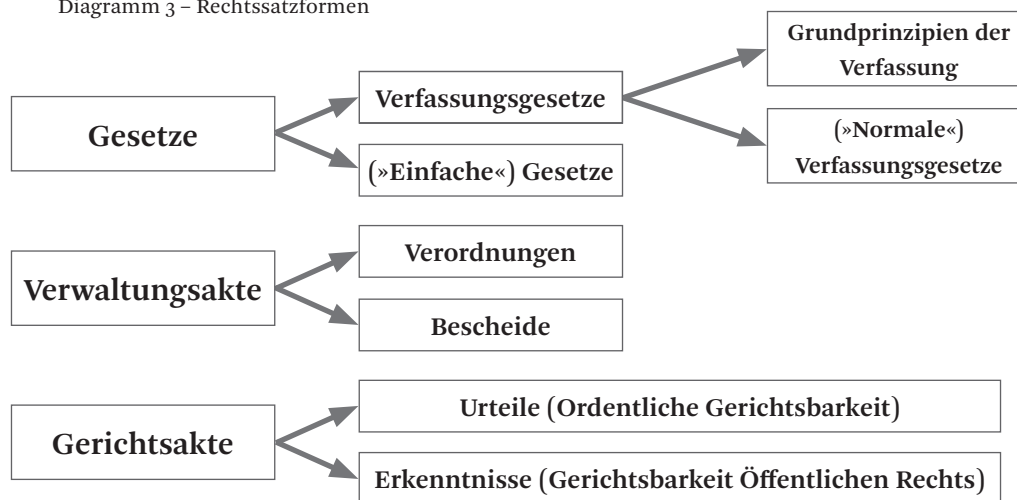 Diagramm 3 – Rechtssatzformen
Gesetze
Verfassungsgesetze
(»Einfache«) Gesetze
Grundprinzipien der
Verfassung
(»Normale«)
Verfassungsgesetze
Verwaltungsakte
Verordnungen
Bescheide
Gerichtsakte
Urteile (Ordentliche Gerichtsbarkeit)
Erkenntnisse (Gerichtsbarkeit Öffentlichen Rechts)